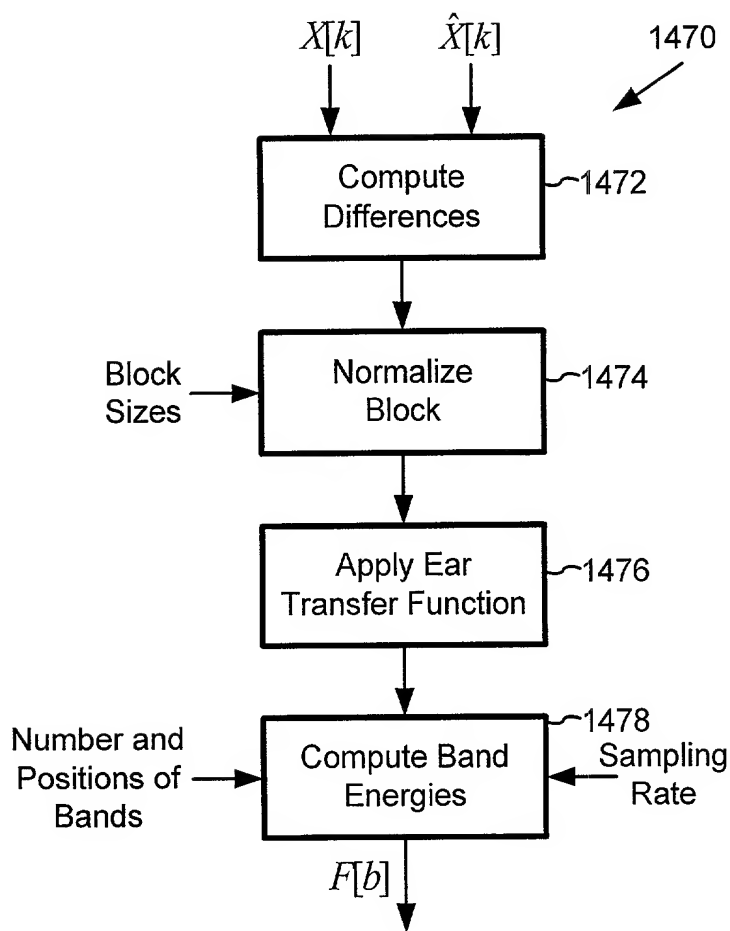 X[k]
X̂[k]
1470
Compute
Differences
1472
Block
Sizes
Normalize
Block
1474
Apply Ear
Transfer Function
1476
Number and
Positions of
Bands
Compute Band
Energies
1478
Sampling
Rate
F[b]